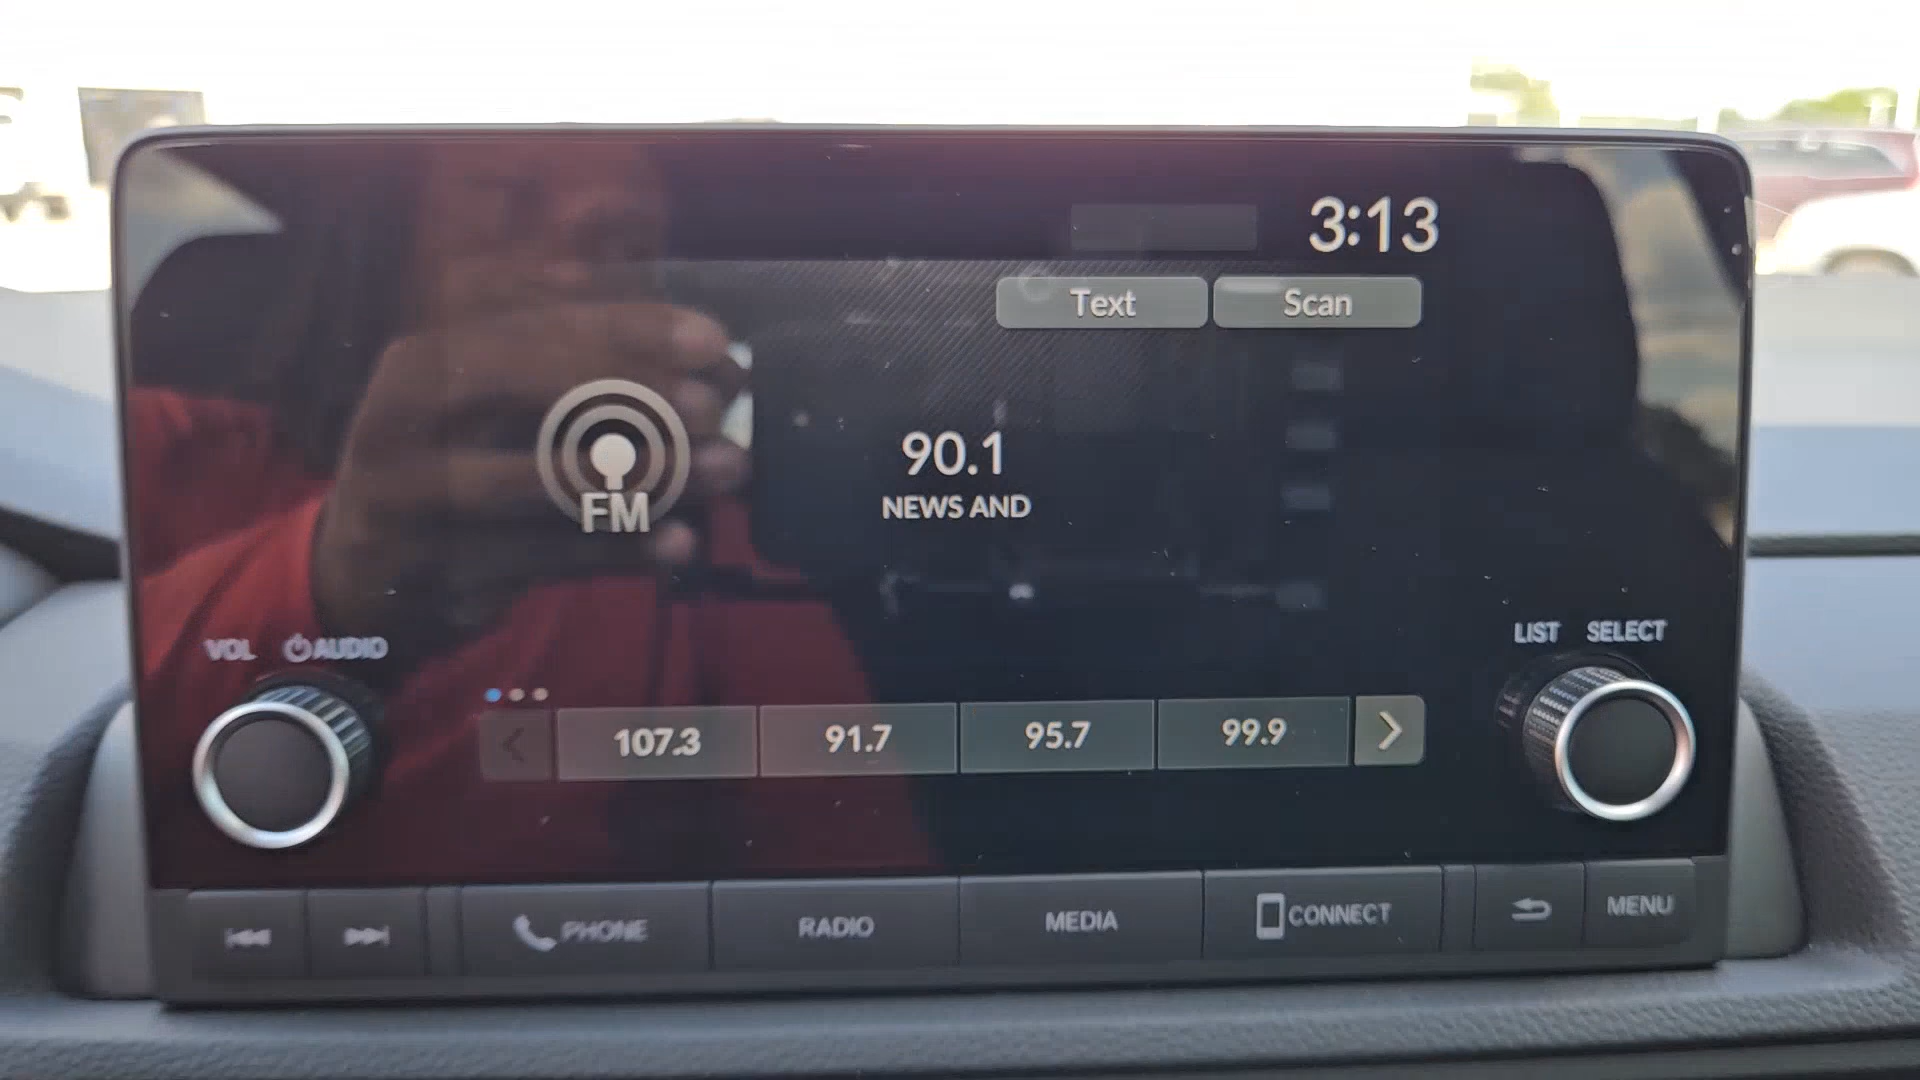 3:13
Text Scan
90.1
FM
NEWS AND
VOL AUDIO
LIST SELECT
107.3 91.7 95.7 99.9
PHONE RADIO MEDIA CONNECT MENU